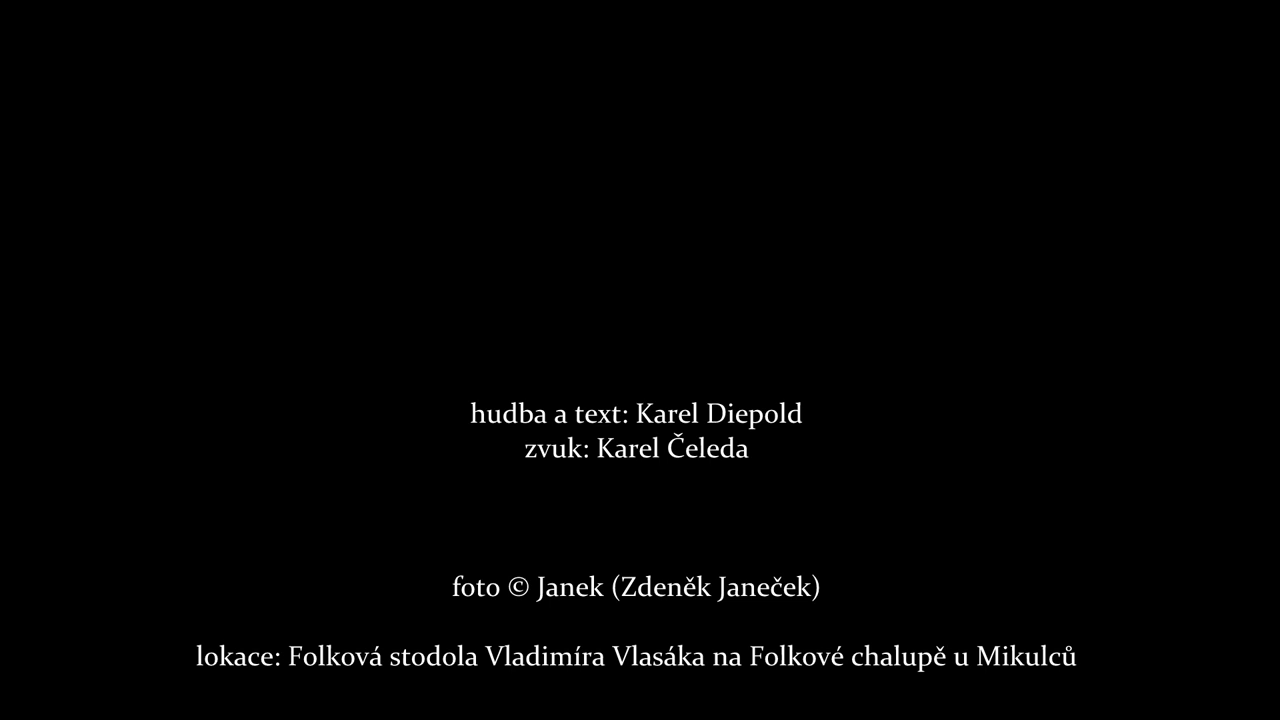 hudba a text: Karel Diepold
zvuk: Karel Čeleda
foto © Janek (Zdeněk Janeček)
lokace: Folková stodola Vladimíra Vlasáka na Folkové chalupě u Mikulců